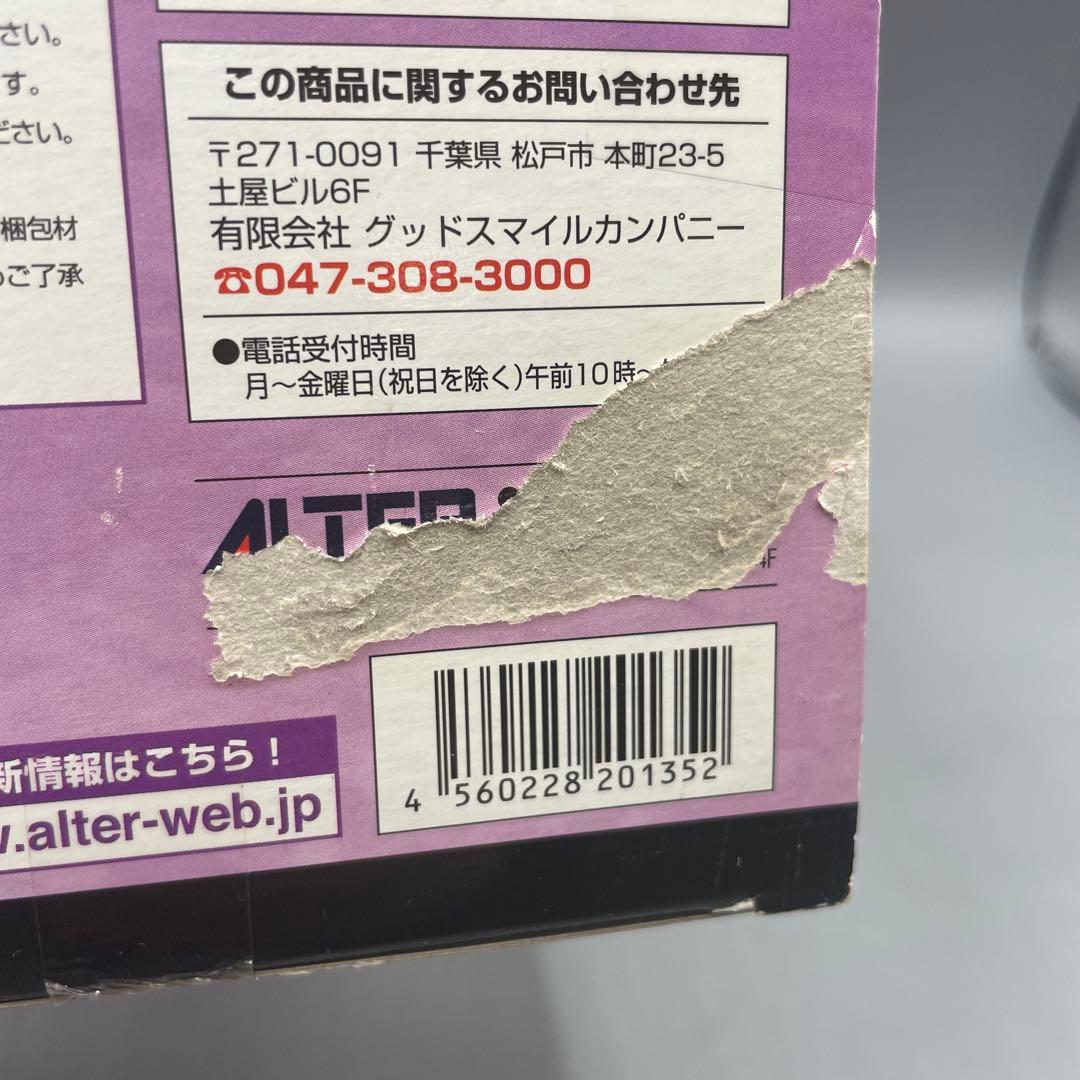 さい。
す。
ださい。
梱包材
ご了承
この商品に関するお問い合わせ先
〒271-0091 千葉県 松戸市 本町23-5
土屋ビル6F
有限会社 グッドスマイルカンパニー
☎047-308-3000
●電話受付時間
月～金曜日(祝日を除く)午前10時～
ALTER
4F
新情報はこちら！
w.alter-web.jp
4 560228 201352